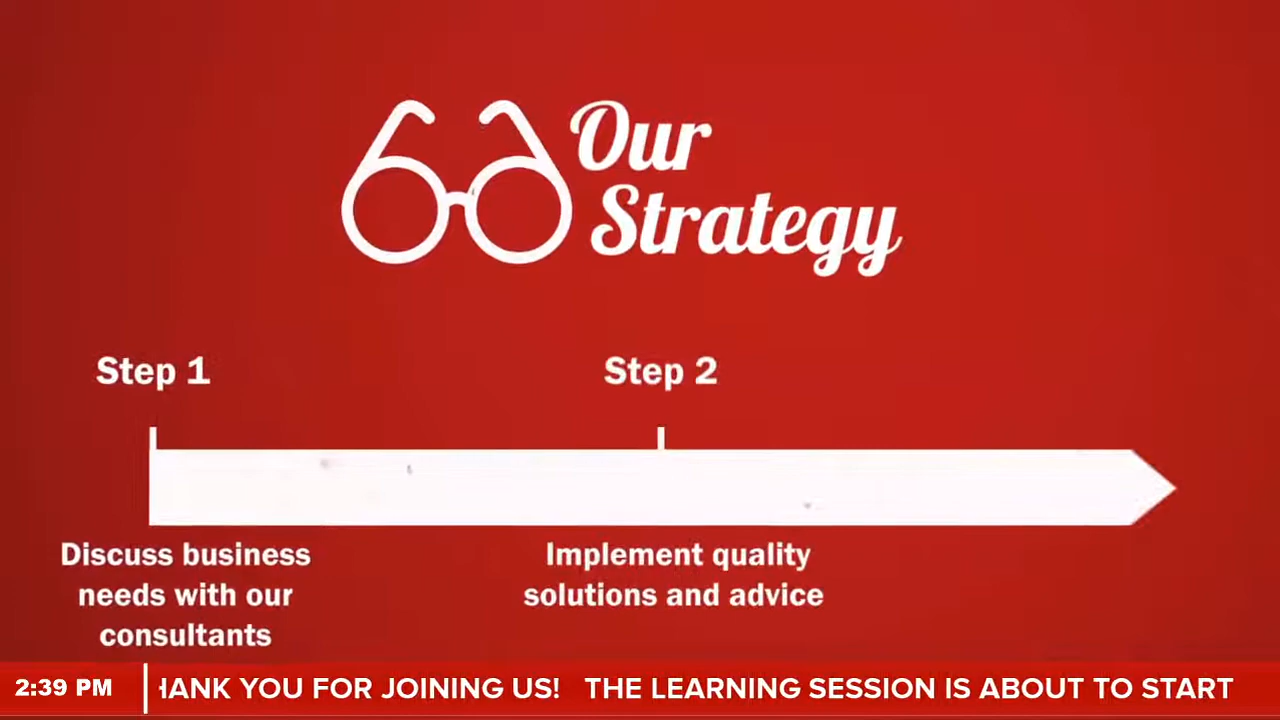 Our
Strategy
Step 1
Step 2
Discuss business
needs with our
consultants
Implement quality
solutions and advice
2:39 PM
HANK YOU FOR JOINING US! THE LEARNING SESSION IS ABOUT TO START